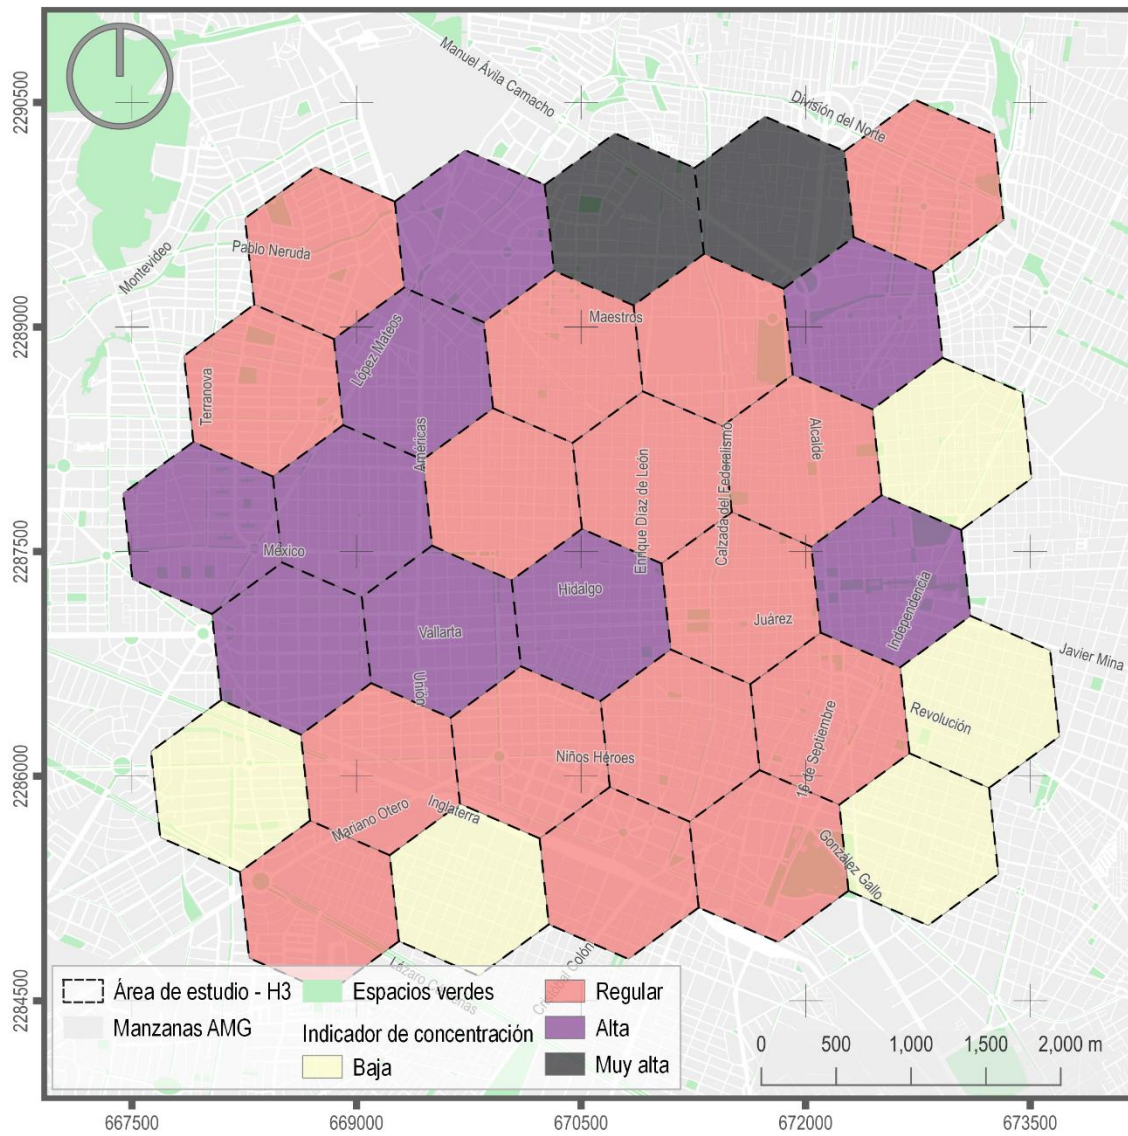 Manuel Ávila Camacho
División del Norte
2290500
Montevideo
Pablo Neruda
2289000
Maestros
López Mateos
Terranova
Américas
Enrique Díaz de León
Calzada del Federalismo
Alcalde
2287500
México
Hidalgo
Independencia
Vallarta
Juárez
Javier Mina
Unión
Revolución
16 de Septiembre
Niños Héroes
2286000
Mariano Otero
Inglaterra
González Gallo
Lázaro Cárdenas
Cristobal Colón
2284500
Área de estudio - H3
Manzanas AMG
Espacios verdes
Indicador de concentración
Baja
Regular
Alta
Muy alta
0 500 1,000 1,500 2,000 m
667500 669000 670500 672000 673500